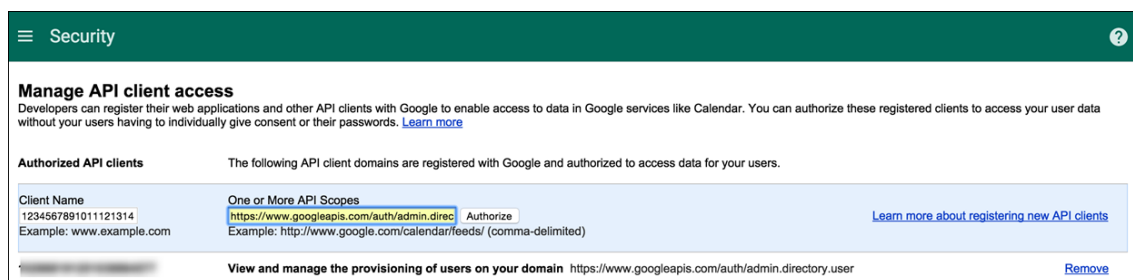 Security
Manage API client access
Developers can register their web applications and other API clients with Google to enable access to data in Google services like Calendar. You can authorize these registered clients to access your user data
without your users having to individually give consent or their passwords. Learn more
Authorized API clients The following API client domains are registered with Google and authorized to access data for your users.
Client Name One or More API Scopes
1234567891011121314 https://www.googleapis.com/auth/admin.direc Authorize Learn more about registering new API clients
Example: www.example.com Example: http://www.google.com/calendar/feeds/ (comma-delimited)
View and manage the provisioning of users on your domain https://www.googleapis.com/auth/admin.directory.user Remove